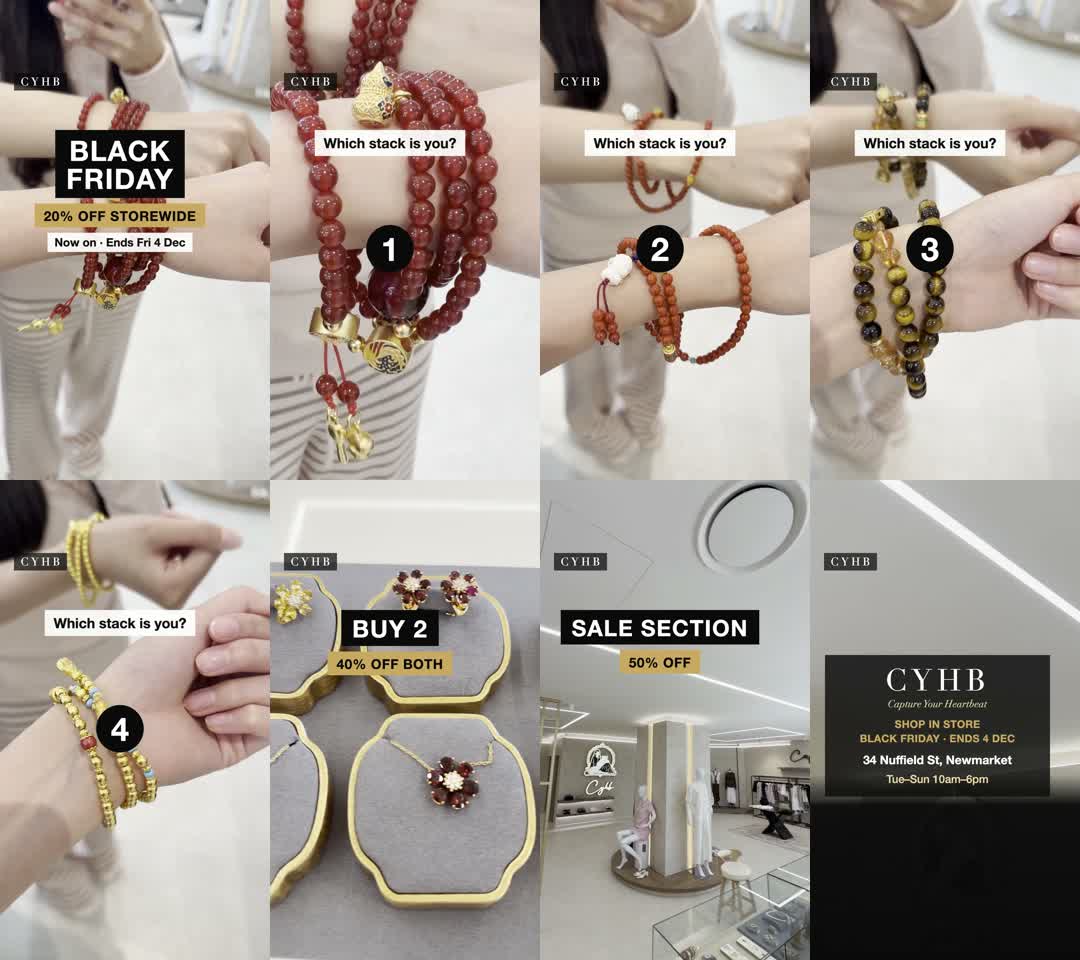 CYHB
BLACK
FRIDAY
20% OFF STOREWIDE
Now on · Ends Fri 4 Dec
CYHB
Which stack is you?
1
CYHB
Which stack is you?
2
CYHB
Which stack is you?
3
CYHB
Which stack is you?
4
CYHB
BUY 2
40% OFF BOTH
CYHB
SALE SECTION
50% OFF
Cyhb
CYHB
CYHB
Capture Your Heartbeat
SHOP IN STORE
BLACK FRIDAY · ENDS 4 DEC
34 Nuffield St, Newmarket
Tue–Sun 10am–6pm